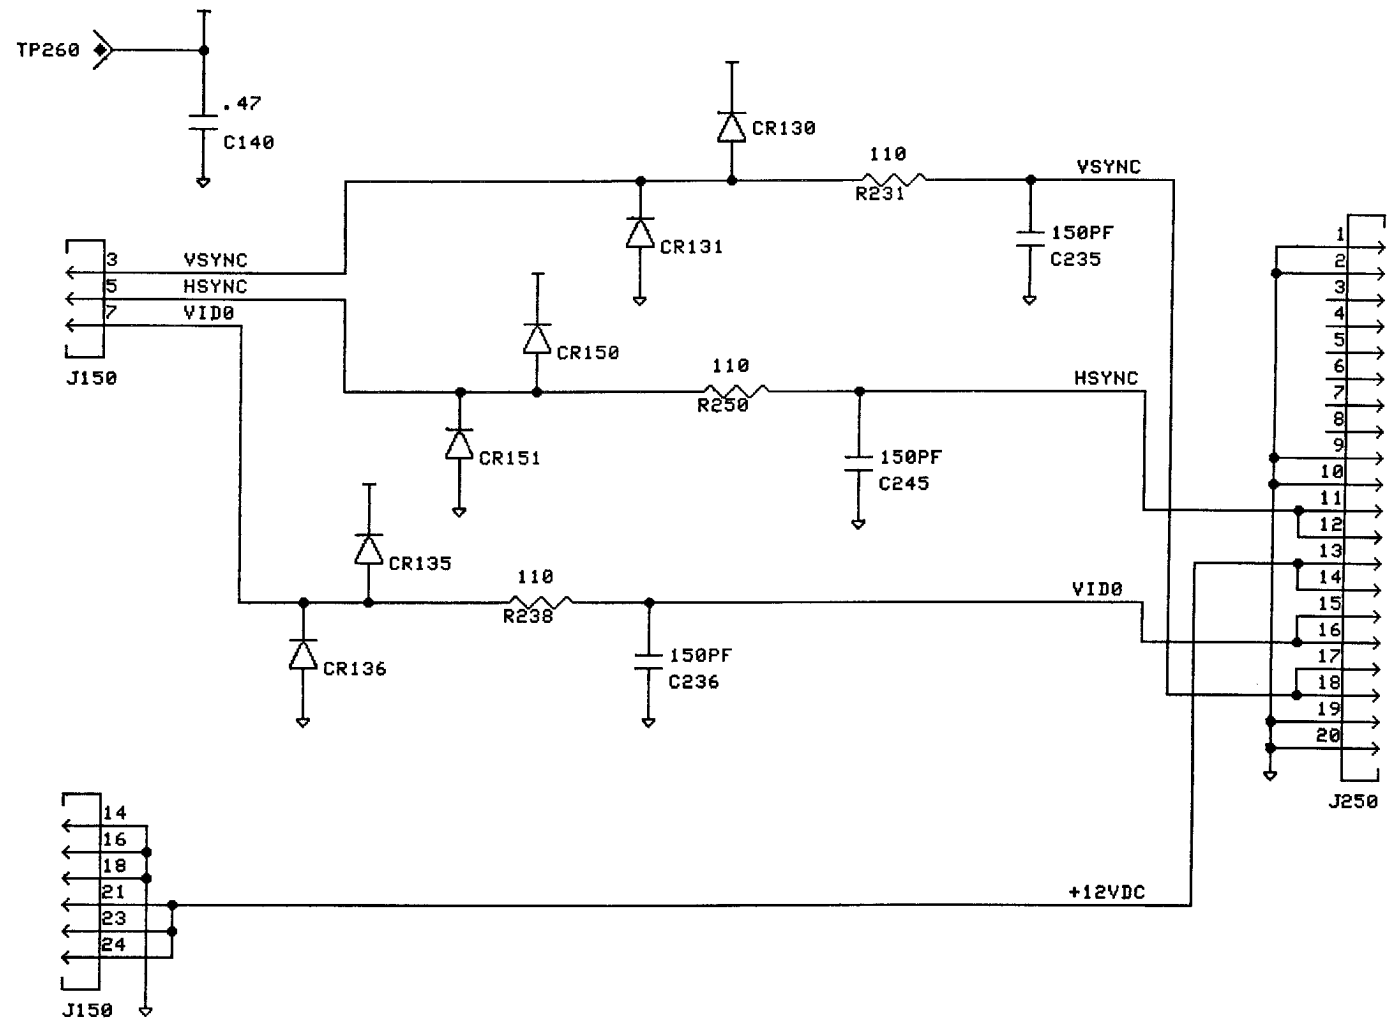 TP260
.47
C140
CR130
110
R231
VSYNC
CR131
150PF
C235
3 VSYNC
5 HSYNC
7 VID0
J150
CR150
110
R250
HSYNC
CR151
150PF
C245
CR135
110
R238
VID0
CR136
150PF
C236
1
2
3
4
5
6
7
8
9
10
11
12
13
14
15
16
17
18
19
20
J250
14
16
18
21
23
24
J150
+12VDC